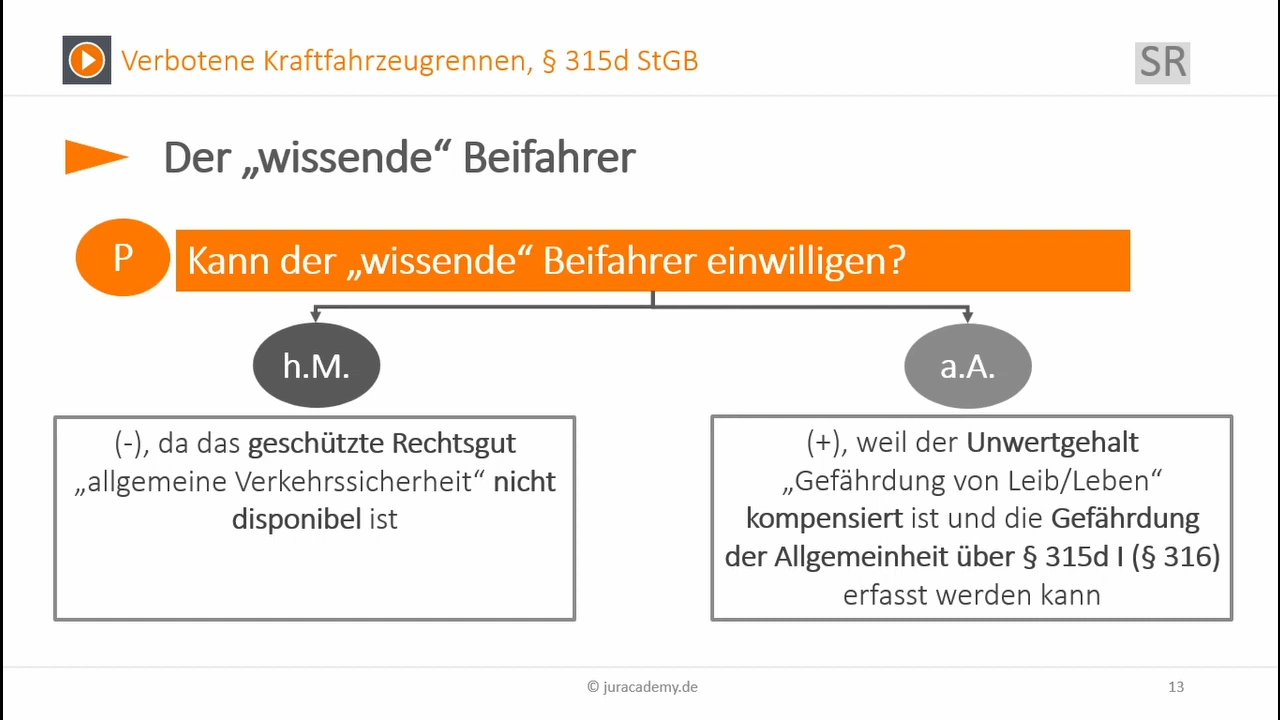 Verbotene Kraftfahrzeugrennen, § 315d StGB
SR
Der „wissende“ Beifahrer
P
Kann der „wissende“ Beifahrer einwilligen?
h.M.
(-), da das geschützte Rechtsgut
„allgemeine Verkehrssicherheit“ nicht
disponibel ist
a.A.
(+), weil der Unwertgehalt
„Gefährdung von Leib/Leben“
kompensiert ist und die Gefährdung
der Allgemeinheit über § 315d I (§ 316)
erfasst werden kann
© juracademy.de
13